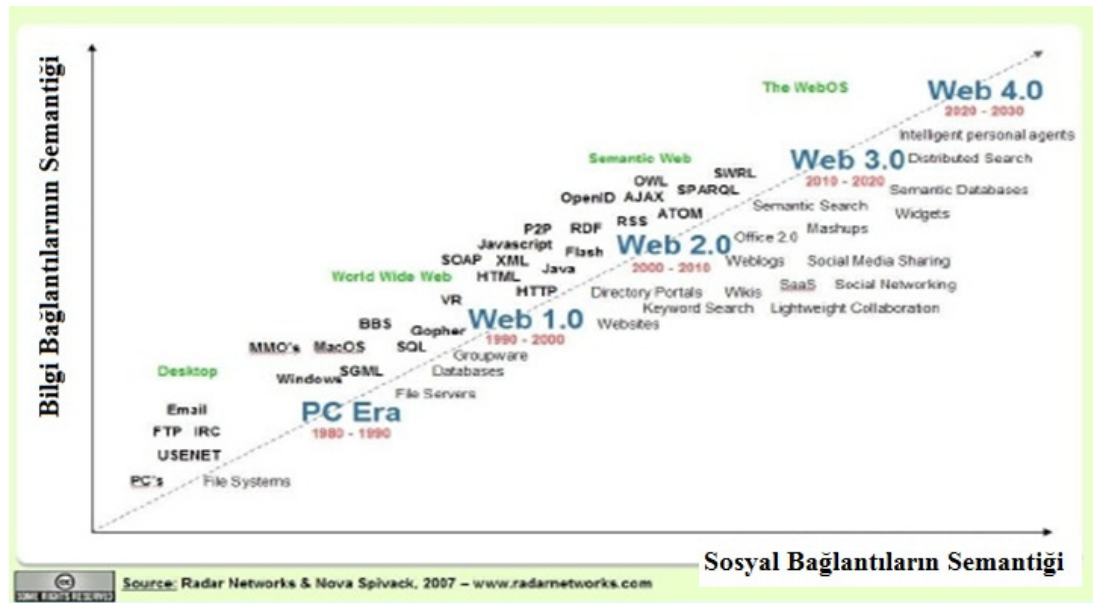 Bilgi Bağlantılarının Semantiği
The WebOS
Web 4.0
2020 - 2030
Intelligent personal agents
Semantic Web
Web 3.0
Distributed Search
2010 - 2020
SWRL
OWL
SPARQL
Semantic Databases
OpenID
AJAX
Semantic Search
Widgets
ATOM
RSS
P2P
RDF
Mashups
Office 2.0
Javascript
Web 2.0
Flash
SOAP
XML
Weblogs
Social Media Sharing
2000 - 2010
Java
World Wide Web
HTML
SaaS
Social Networking
HTTP
Directory Portals
Wikis
VR
Keyword Search
Lightweight Collaboration
Web 1.0
Websites
BBS
Gopher
1990 - 2000
MMO's
MacOS
SQL
Groupware
Desktop
SGML
Databases
Windows
File Servers
Email
PC Era
FTP
IRC
1980 - 1990
USENET
PC's
File Systems
Sosyal Bağlantıların Semantiği
cc
SOME RIGHTS RESERVED
Source: Radar Networks & Nova Spivack, 2007 – www.radarnetworks.com